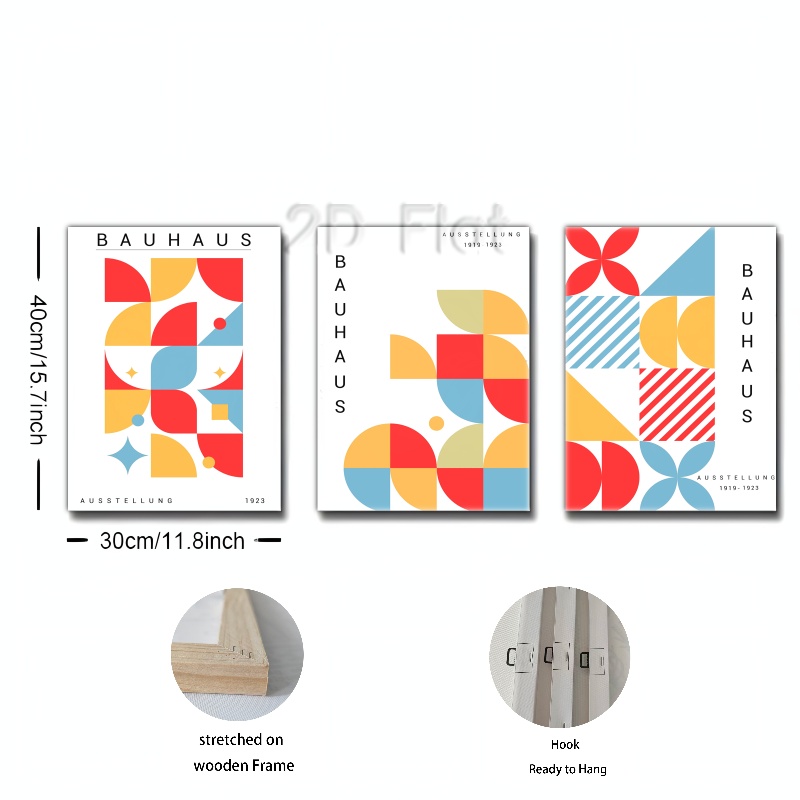 2D Flat
BAUHAUS
AUSSTELLUNG 1923
BAUHAUS
AUSSTELLUNG
1919-1923
BAUHAUS
AUSSTELLUNG
1919-1923
40cm/15.7inch
30cm/11.8inch
stretched on
wooden Frame
Hook
Ready to Hang